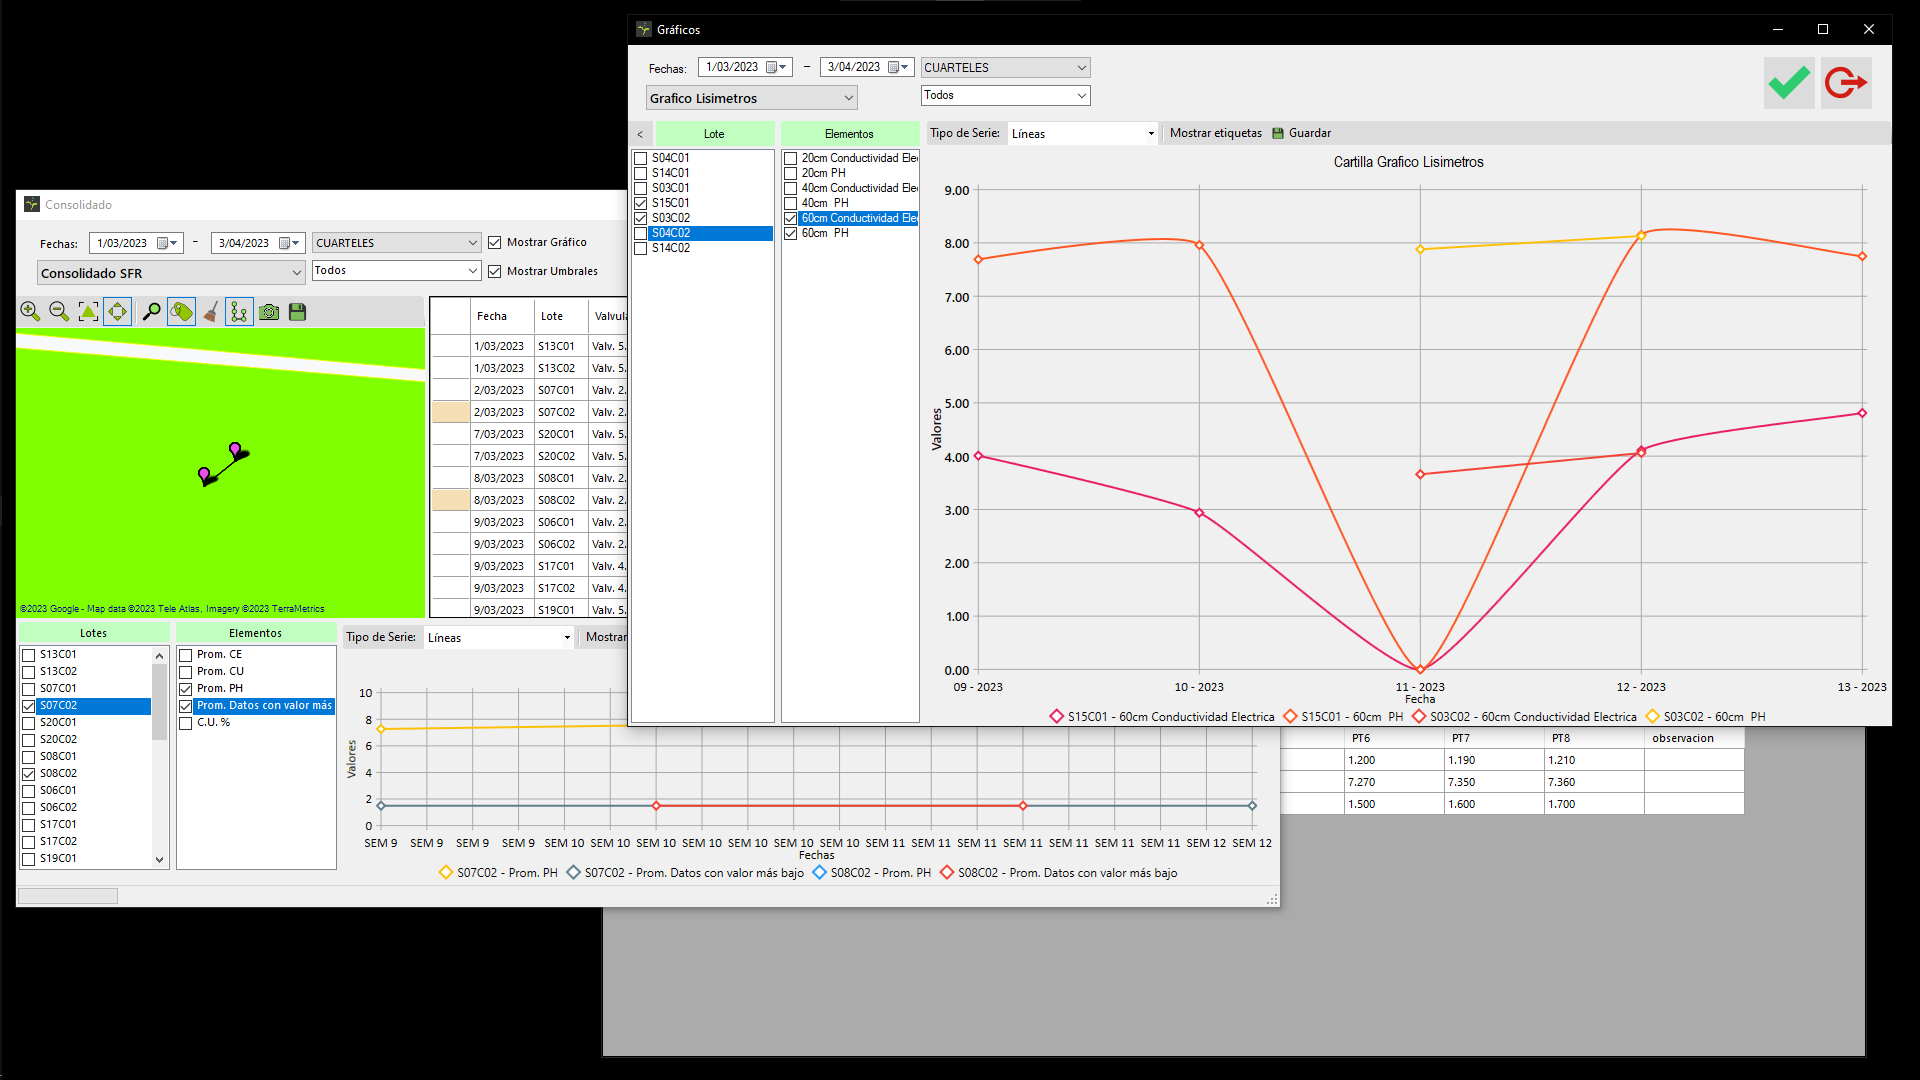 Gráficos
Fechas: 1/03/2023 – 3/04/2023 CUARTELES
Grafico Lisimetros Todos
< Lote Elementos Tipo de Serie: Líneas Mostrar etiquetas Guardar
S04C01
S14C01
S03C01
S15C01
S03C02
S04C02
S14C02
20cm Conductividad Ele
20cm PH
40cm Conductividad Ele
40cm PH
60cm Conductividad Ele
60cm PH
Cartilla Grafico Lisimetros
9.00
8.00
7.00
6.00
5.00
4.00
3.00
2.00
1.00
0.00
Valores
09 - 2023 10 - 2023 11 - 2023 12 - 2023 13 - 2023
Fecha
S15C01 - 60cm Conductividad Electrica S15C01 - 60cm PH S03C02 - 60cm Conductividad Electrica S03C02 - 60cm PH
Consolidado
Fechas: 1/03/2023 - 3/04/2023 CUARTELES Mostrar Gráfico
Consolidado SFR Todos Mostrar Umbrales
©2023 Google - Map data ©2023 Tele Atlas, Imagery ©2023 TerraMetrics
Fecha Lote Valvul
1/03/2023 S13C01 Valv. 5.
1/03/2023 S13C02 Valv. 5.
2/03/2023 S07C01 Valv. 2.
2/03/2023 S07C02 Valv. 2.
7/03/2023 S20C01 Valv. 5.
7/03/2023 S20C02 Valv. 5.
8/03/2023 S08C01 Valv. 2.
8/03/2023 S08C02 Valv. 2.
9/03/2023 S06C01 Valv. 2.
9/03/2023 S06C02 Valv. 2.
9/03/2023 S17C01 Valv. 4.
9/03/2023 S17C02 Valv. 4.
9/03/2023 S19C01 Valv. 5.
Lotes Elementos Tipo de Serie: Líneas Mostrar
S13C01
S13C02
S07C01
S07C02
S20C01
S20C02
S08C01
S08C02
S06C01
S06C02
S17C01
S17C02
S19C01
Prom. CE
Prom. CU
Prom. PH
Prom. Datos con valor más
C.U. %
10
8
6
4
2
0
Valores
SEM 9 SEM 9 SEM 9 SEM 9 SEM 10 SEM 10 SEM 10 SEM 10 SEM 10 SEM 10 SEM 11 SEM 11 SEM 11 SEM 11 SEM 11 SEM 11 SEM 11 SEM 11 SEM 12 SEM 12
Fechas
S07C02 - Prom. PH S07C02 - Prom. Datos con valor más bajo S08C02 - Prom. PH S08C02 - Prom. Datos con valor más bajo
PT6 PT7 PT8 observacion
1.200 1.190 1.210
7.270 7.350 7.360
1.500 1.600 1.700